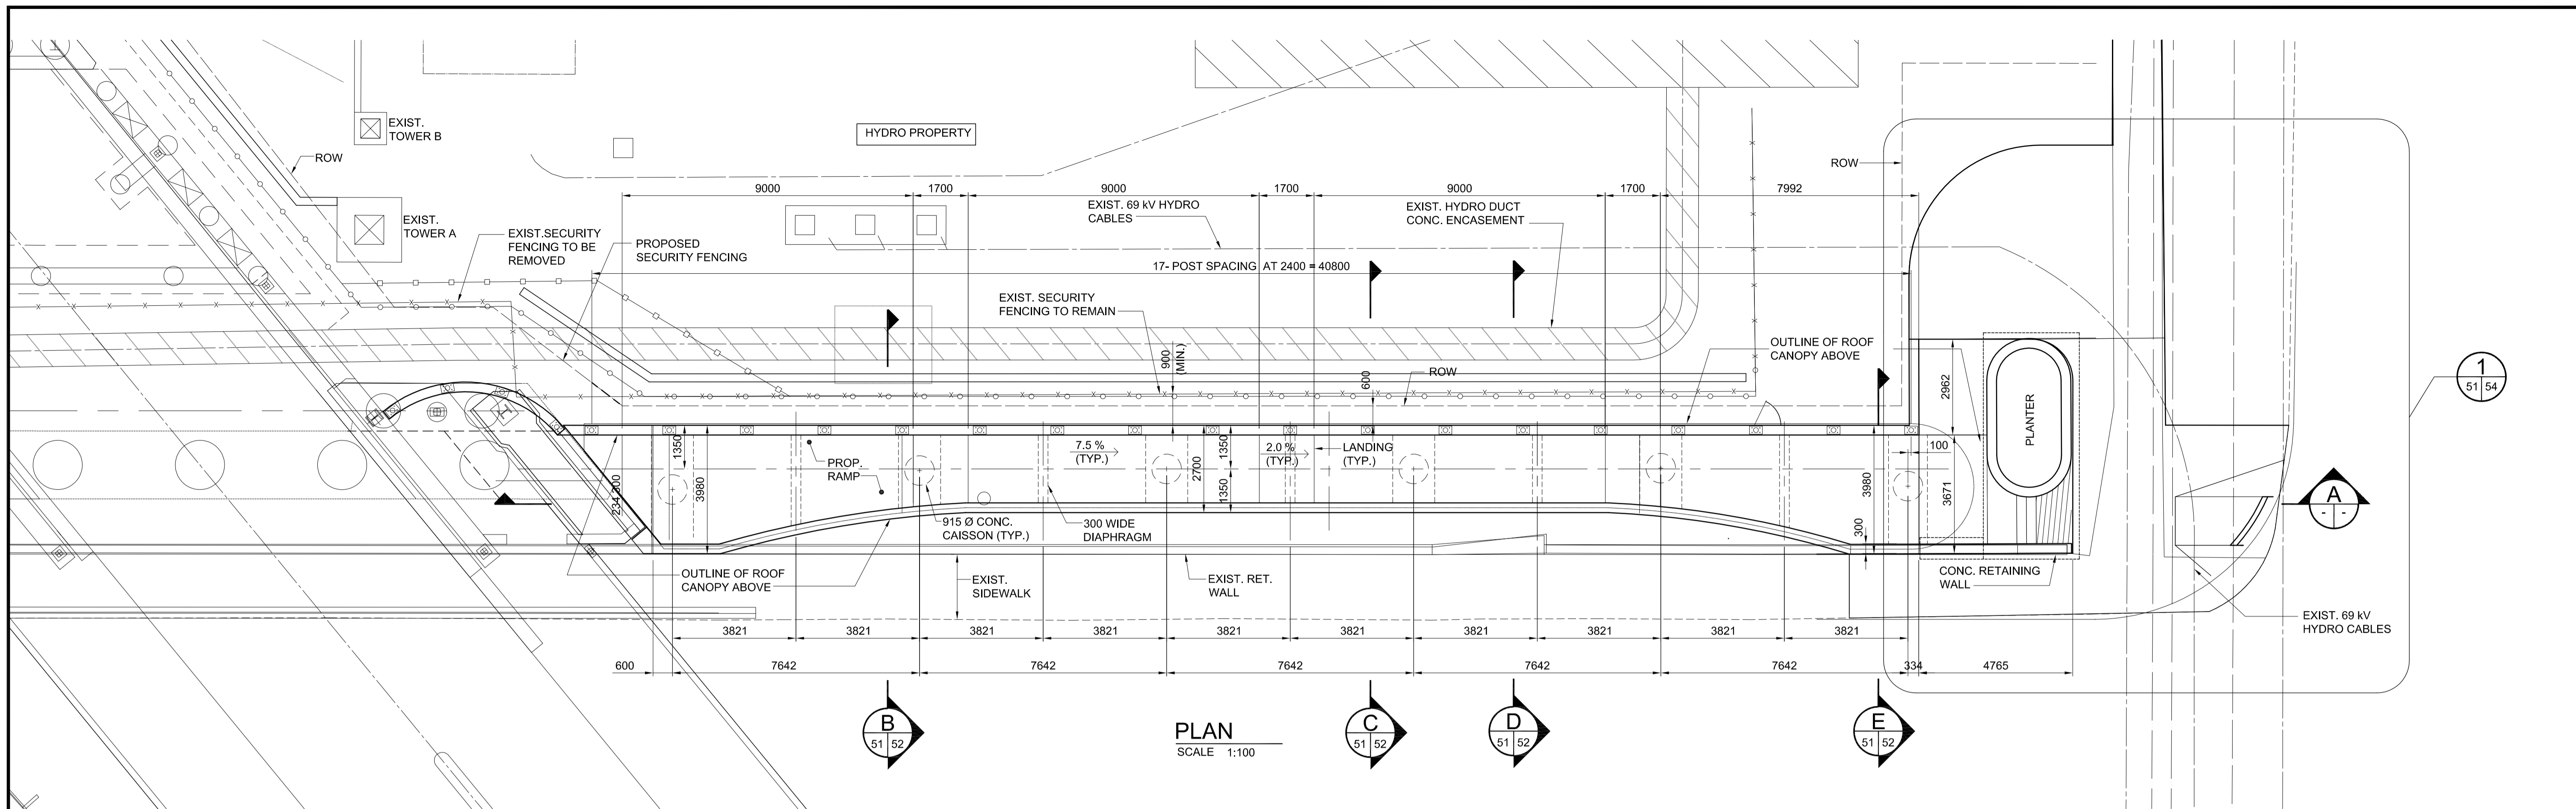 EXIST.
TOWER B
HYDRO PROPERTY
ROW
ROW
9000
1700
9000
1700
9000
1700
7992
EXIST. 69 kV HYDRO
CABLES
EXIST. HYDRO DUCT
CONC. ENCASEMENT
EXIST.
TOWER A
EXIST.SECURITY
FENCING TO BE
REMOVED
PROPOSED
SECURITY FENCING
17- POST SPACING AT 2400 = 40800
EXIST. SECURITY
FENCING TO REMAIN
900
(MIN.)
600
ROW
OUTLINE OF ROOF
CANOPY ABOVE
1
51 54
2962
PLANTER
1350
3980
234 300
PROP.
RAMP
7.5 %
(TYP.)
2700
1350
1350
2.0 %
(TYP.)
LANDING
(TYP.)
100
3980
3671
300
A
- -
915 Ø CONC.
CAISSON (TYP.)
300 WIDE
DIAPHRAGM
OUTLINE OF ROOF
CANOPY ABOVE
EXIST.
SIDEWALK
EXIST. RET.
WALL
CONC. RETAINING
WALL
EXIST. 69 kV
HYDRO CABLES
3821
3821
3821
3821
3821
3821
3821
3821
3821
3821
600
7642
7642
7642
7642
7642
334
4765
B
51 52
PLAN
SCALE 1:100
C
51 52
D
51 52
E
51 52